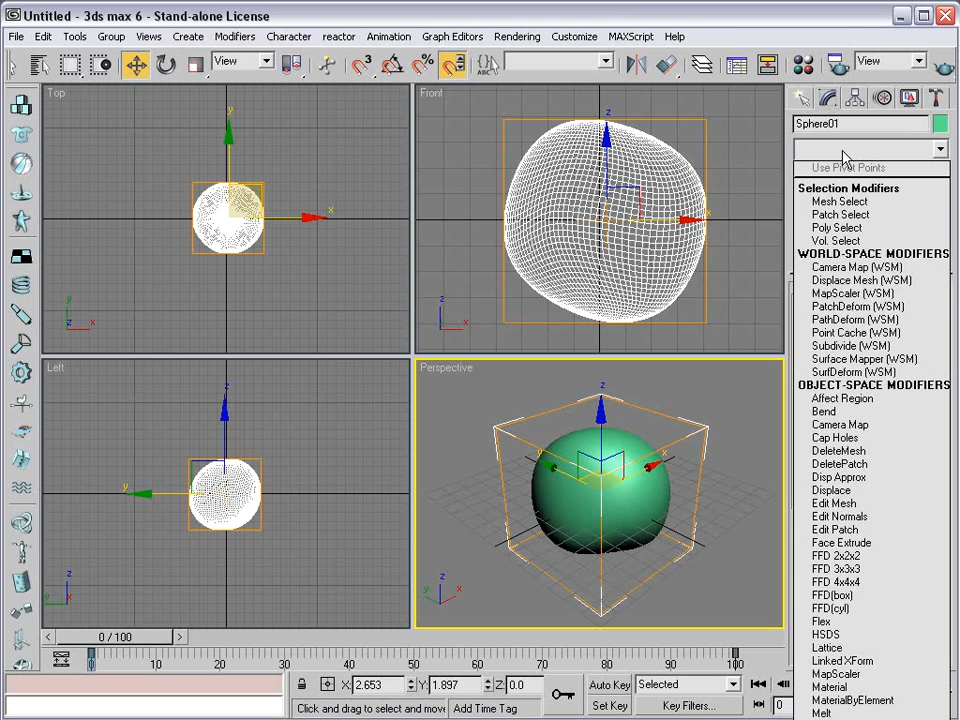 Untitled - 3ds max 6 - Stand-alone License
File Edit Tools Group Views Create Modifiers Character reactor Animation Graph Editors Rendering Customize MAXScript Help
View
3
%
ABC
View
Top
Front
Sphere01
Use Pivot Points
Selection Modifiers
Mesh Select
Patch Select
Poly Select
Vol. Select
WORLD-SPACE MODIFIERS
Camera Map (WSM)
Displace Mesh (WSM)
MapScaler (WSM)
PatchDeform (WSM)
PathDeform (WSM)
Point Cache (WSM)
Subdivide (WSM)
Surface Mapper (WSM)
SurfDeform (WSM)
OBJECT-SPACE MODIFIERS
Affect Region
Bend
Camera Map
Cap Holes
DeleteMesh
DeletePatch
Disp Approx
Displace
Edit Mesh
Edit Normals
Edit Patch
Face Extrude
FFD 2x2x2
FFD 3x3x3
FFD 4x4x4
FFD(box)
FFD(cyl)
Flex
HSDS
Lattice
Linked XForm
MapScaler
Material
MaterialByElement
Melt
y
x
z
x
y
z
x
z
x
Left
Perspective
z
y
z
y
x
z
x
y
z
y
x
0 / 100
0 10 20 30 40 50 60 70 80 90 100
X: 2.653 Y: 1.897 Z: 0.0
Auto Key Selected
Click and drag to select and move
Add Time Tag
Set Key Key Filters...
0